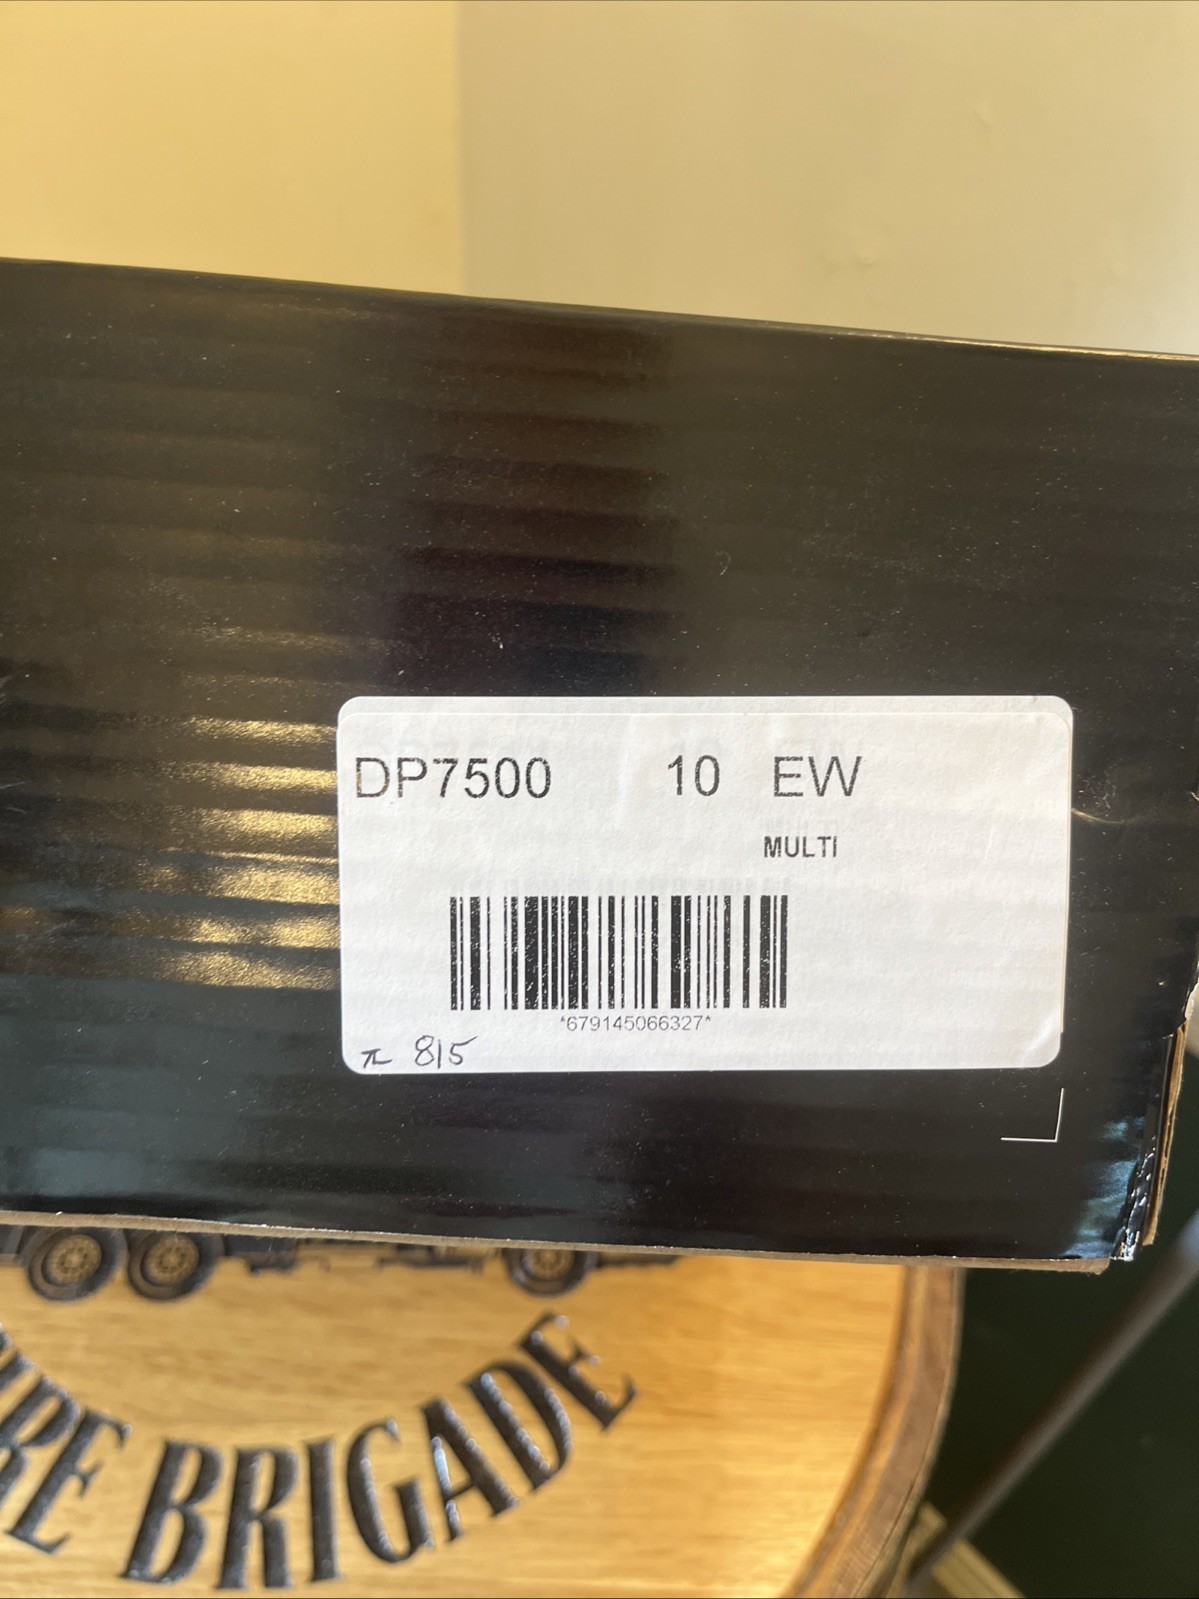 DP7500 10 EW
MULTI
*679145066327*
π 815
BRIGADE